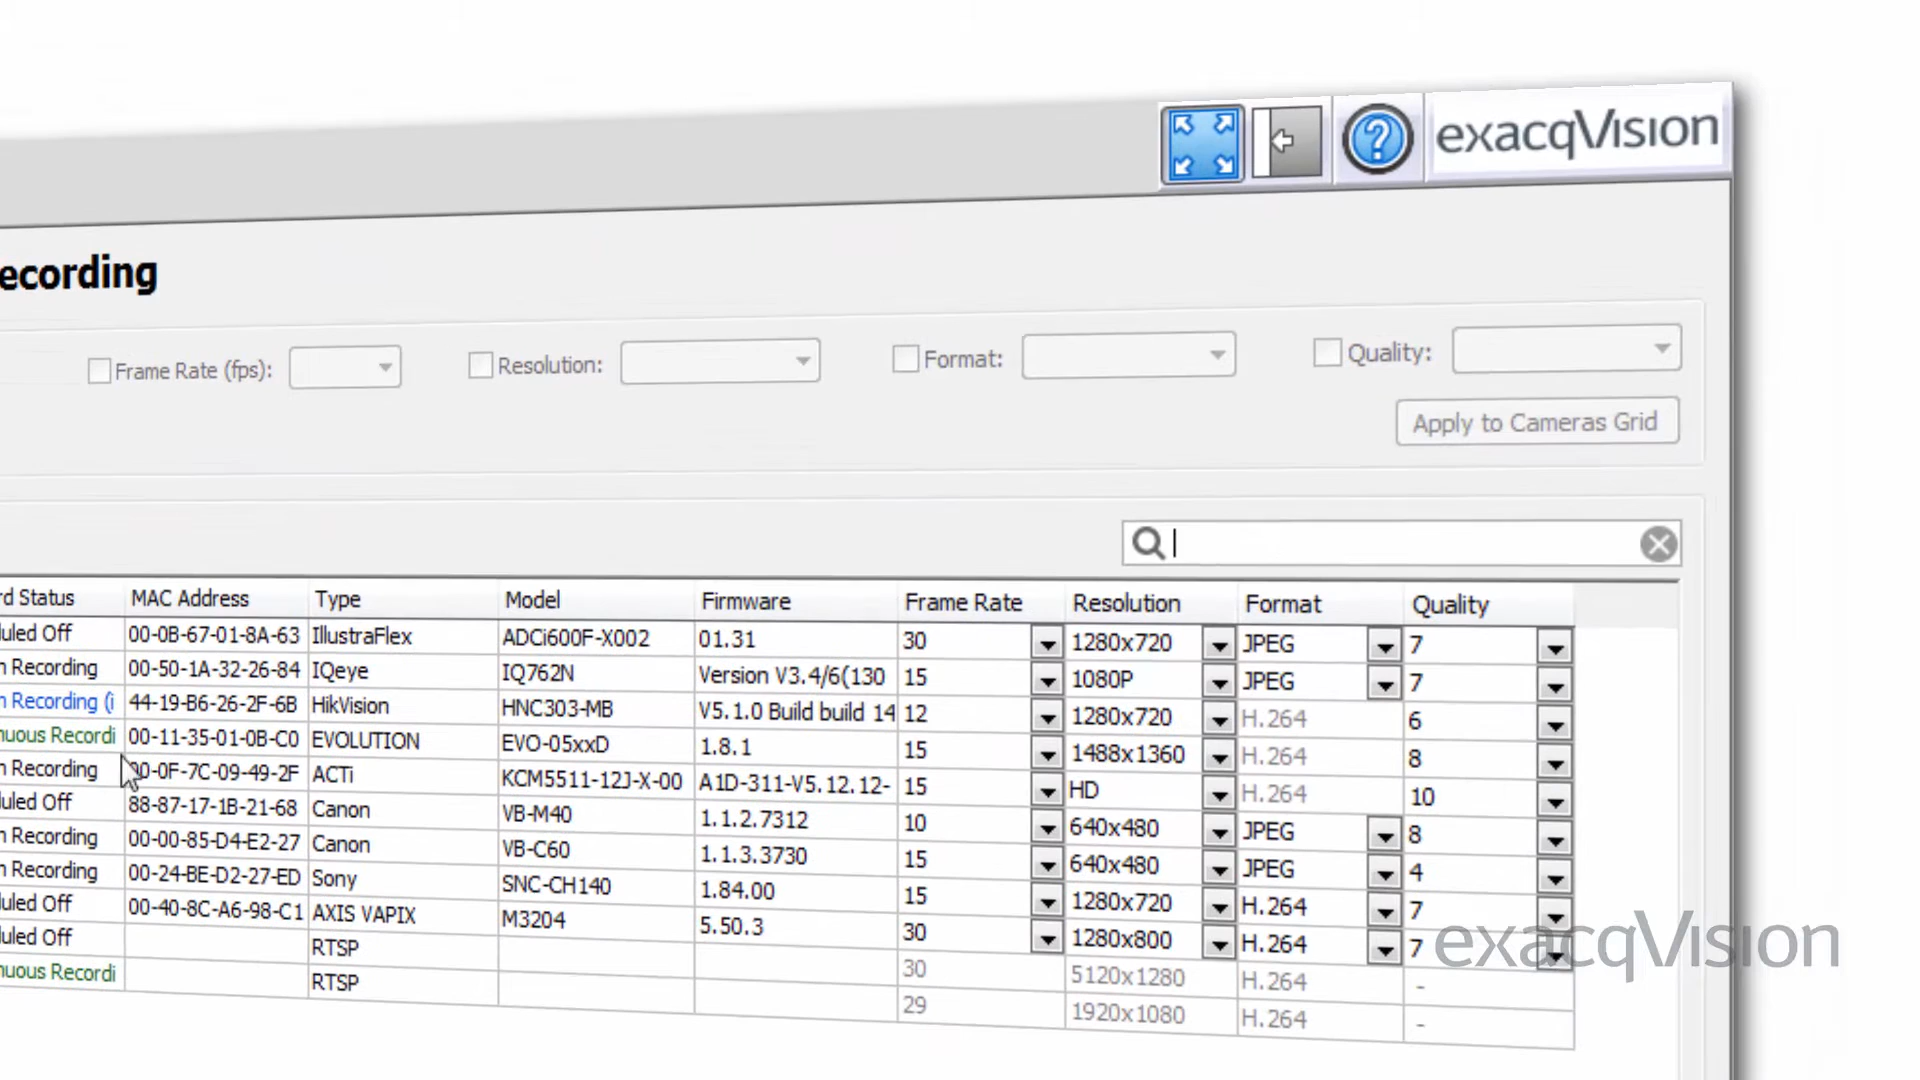 exacqVision
ecording
Frame Rate (fps): Resolution: Format: Quality:
Apply to Cameras Grid
rd Status MAC Address Type Model Firmware Frame Rate Resolution Format Quality
uled Off 00-0B-67-01-8A-63 IllustraFlex ADCi600F-X002 01.31 30 1280x720 JPEG 7
n Recording 00-50-1A-32-26-84 IQeye IQ762N Version V3.4/6(130 15 1080P JPEG 7
n Recording (i 44-19-B6-26-2F-6B HikVision HNC303-MB V5.1.0 Build build 14 12 1280x720 H.264 6
nuous Recordi 00-11-35-01-0B-C0 EVOLUTION EVO-05xxD 1.8.1 15 1488x1360 H.264 8
n Recording 00-0F-7C-09-49-2F ACTi KCM5511-12J-X-00 A1D-311-V5.12.12- 15 HD H.264 10
uled Off 88-87-17-1B-21-68 Canon VB-M40 1.1.2.7312 10 640x480 JPEG 8
n Recording 00-00-85-D4-E2-27 Canon VB-C60 1.1.3.3730 15 640x480 JPEG 4
n Recording 00-24-BE-D2-27-ED Sony SNC-CH140 1.84.00 15 1280x720 H.264 7
uled Off 00-40-8C-A6-98-C1 AXIS VAPIX M3204 5.50.3 30 1280x800 H.264 7
uled Off RTSP 30 5120x1280 H.264 -
nuous Recordi RTSP 29 1920x1080 H.264 -
exacqVision